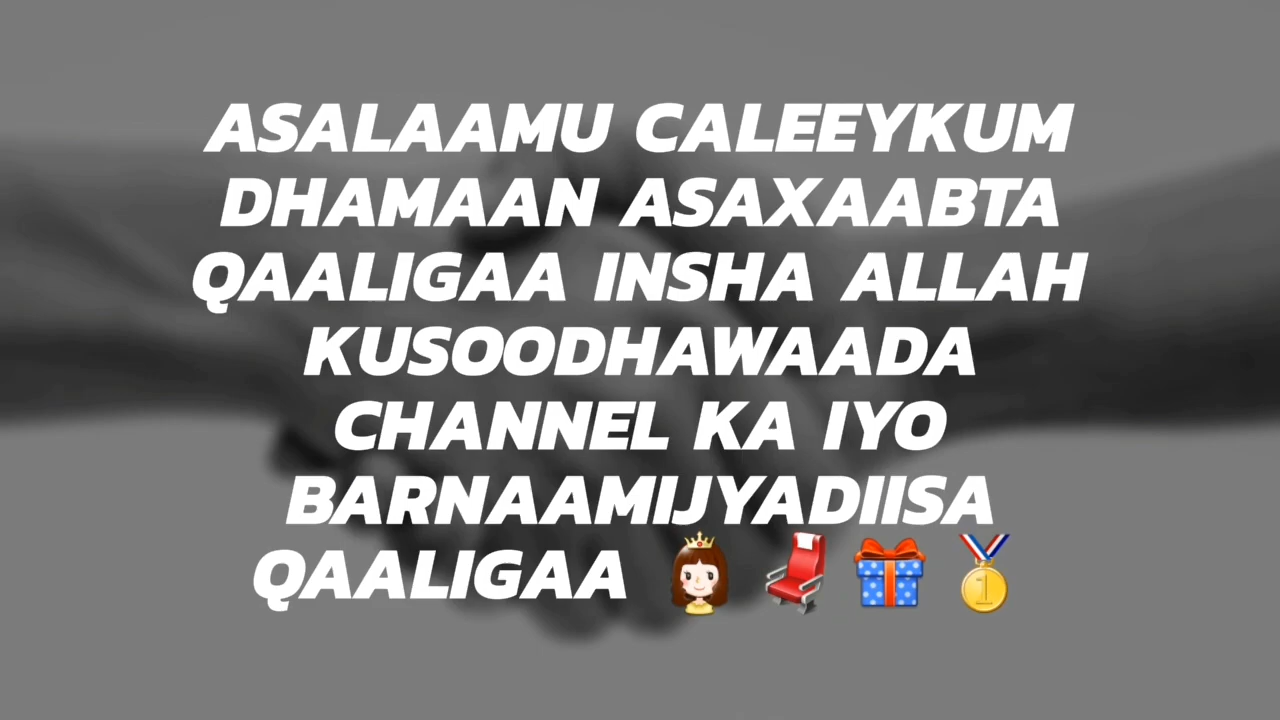 ASALAAMU CALEEYKUM
DHAMAAN ASAXAABTA
QAALIGAA INSHA ALLAH
KUSOODHAWAADA
CHANNEL KA IYO
BARNAAMIJYADIISA
QAALIGAA 👸 💺 🎁 🥇